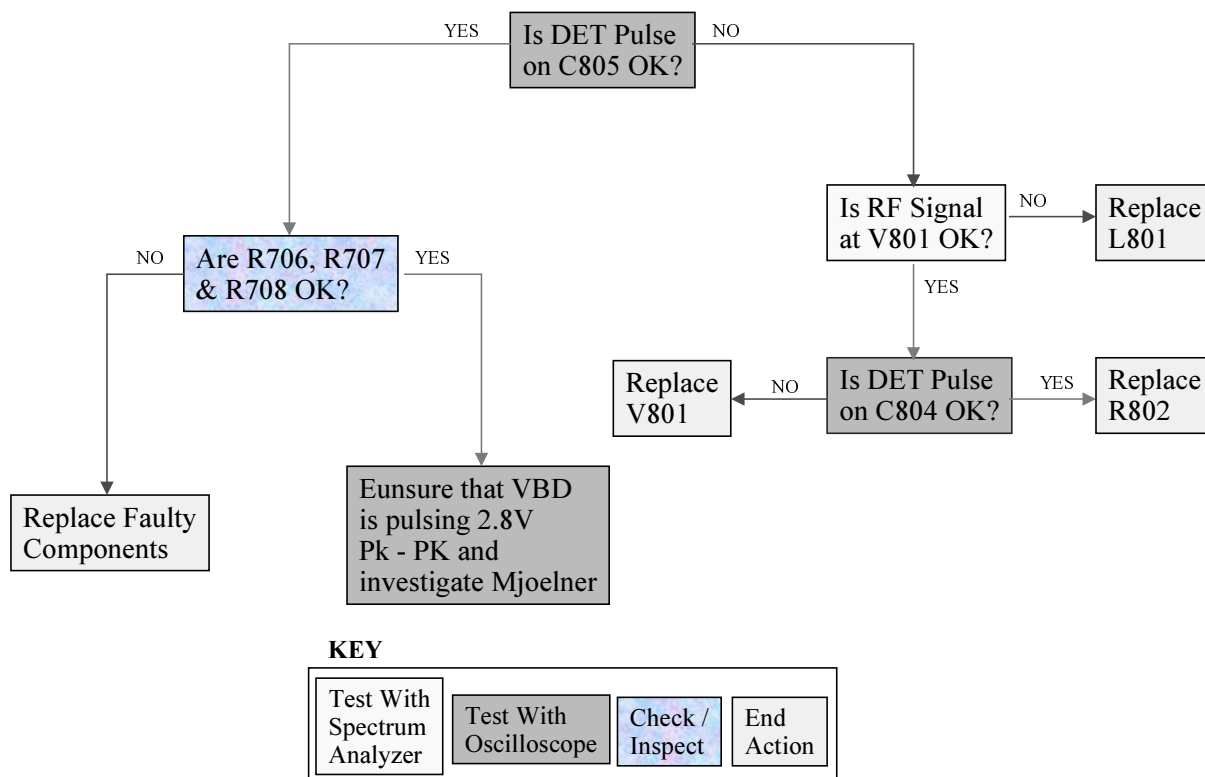 YES
Is DET Pulse
on C805 OK?
NO
Is RF Signal
at V801 OK?
NO
Replace
L801
NO
Are R706, R707
& R708 OK?
YES
YES
Replace
V801
NO
Is DET Pulse
on C804 OK?
YES
Replace
R802
Replace Faulty
Components
Eunsure that VBD
is pulsing 2.8V
Pk - PK and
investigate Mjoelner
KEY
Test With
Spectrum
Analyzer
Test With
Oscilloscope
Check /
Inspect
End
Action